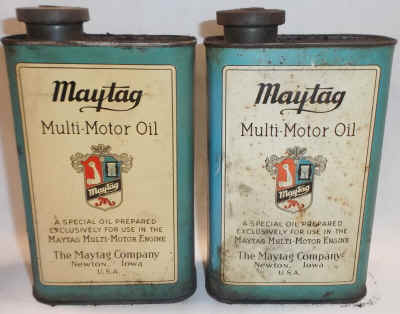 Maytag
Multi-Motor Oil
Maytag
M
A SPECIAL OIL PREPARED
EXCLUSIVELY FOR USE IN THE
MAYTAG MULTI-MOTOR ENGINE
The Maytag Company
Newton, Iowa
U.S.A.
Maytag
Multi-Motor Oil
Maytag
M
A SPECIAL OIL PREPARED
EXCLUSIVELY FOR USE IN THE
MAYTAG MULTI-MOTOR ENGINE
The Maytag Company
Newton, Iowa
U.S.A.